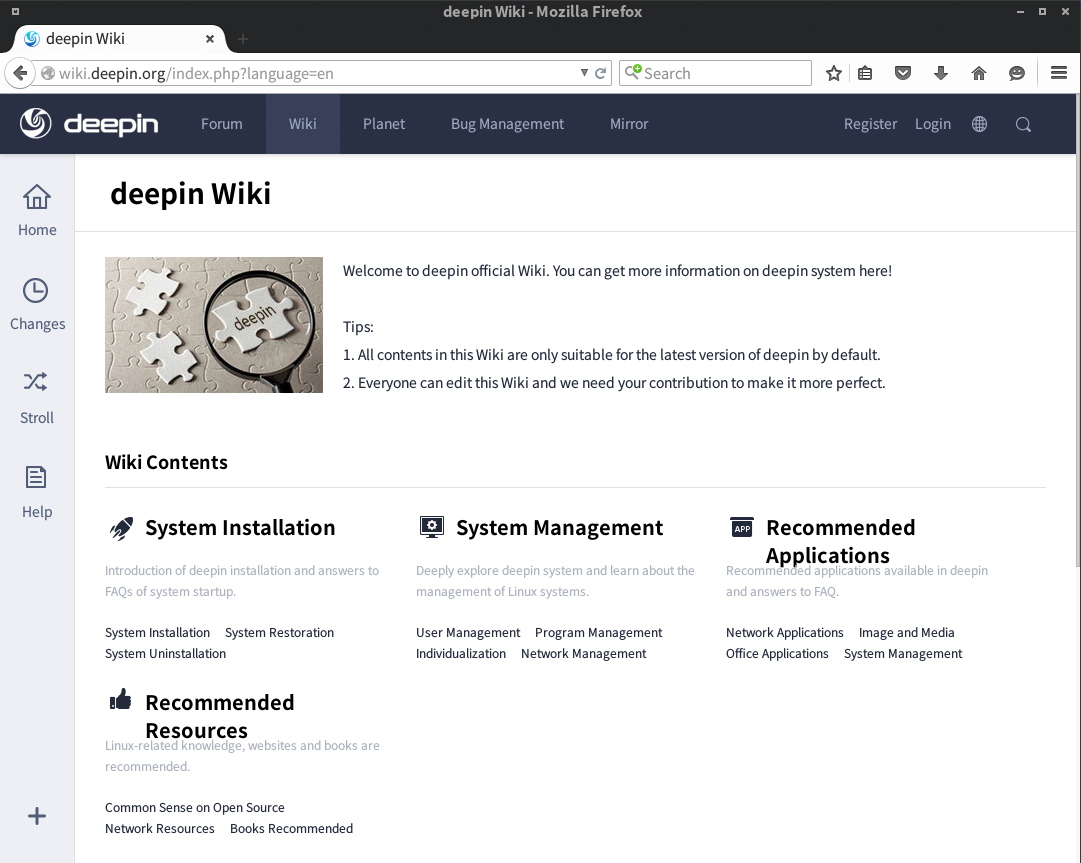 deepin Wiki - Mozilla Firefox
deepin Wiki
wiki.deepin.org/index.php?language=en
Search
deepin
Forum
Wiki
Planet
Bug Management
Mirror
Register
Login
Home
Changes
Stroll
Help
deepin Wiki
deepin
Welcome to deepin official Wiki. You can get more information on deepin system here!
Tips:
1. All contents in this Wiki are only suitable for the latest version of deepin by default.
2. Everyone can edit this Wiki and we need your contribution to make it more perfect.
Wiki Contents
System Installation
Introduction of deepin installation and answers to
FAQs of system startup.
System Installation System Restoration
System Uninstallation
System Management
Deeply explore deepin system and learn about the
management of Linux systems.
User Management Program Management
Individualization Network Management
APP
Recommended
Applications
Recommended applications available in deepin
and answers to FAQ.
Network Applications Image and Media
Office Applications System Management
Recommended
Resources
Linux-related knowledge, websites and books are
recommended.
Common Sense on Open Source
Network Resources Books Recommended